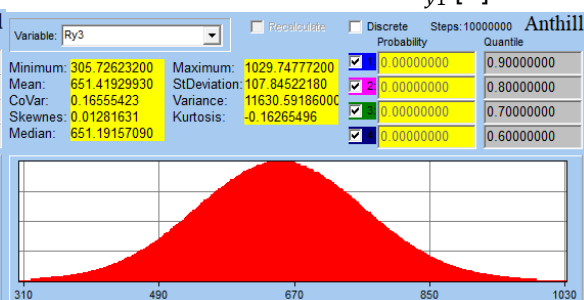 Variable: Ry3 Recalculate Discrete Steps:10000000 Anthill
Probability Quantile
Minimum: 305.72623200 Maximum: 1029.74777200 1 0.00000000 0.90000000
Mean: 651.41929930 StDeviation: 107.84522180 2 0.00000000 0.80000000
CoVar: 0.16555423 Variance: 11630.59186000 3 0.00000000 0.70000000
Skewnes: 0.01281631 Kurtosis: -0.16265496 4 0.00000000 0.60000000
Median: 651.19157090
310 490 670 850 1030